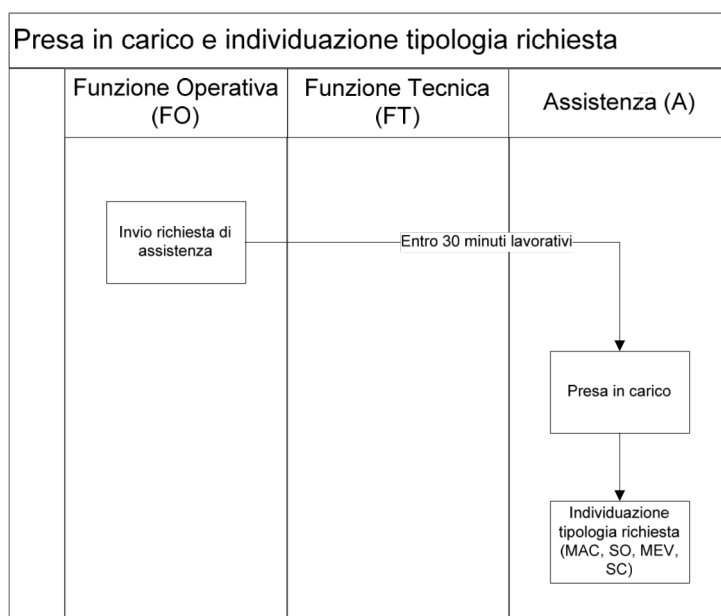 Presa in carico e individuazione tipologia richiesta
Funzione Operativa
(FO)
Funzione Tecnica
(FT)
Assistenza (A)
Invio richiesta di
assistenza
Entro 30 minuti lavorativi
Presa in carico
Individuazione
tipologia richiesta
(MAC, SO, MEV,
SC)